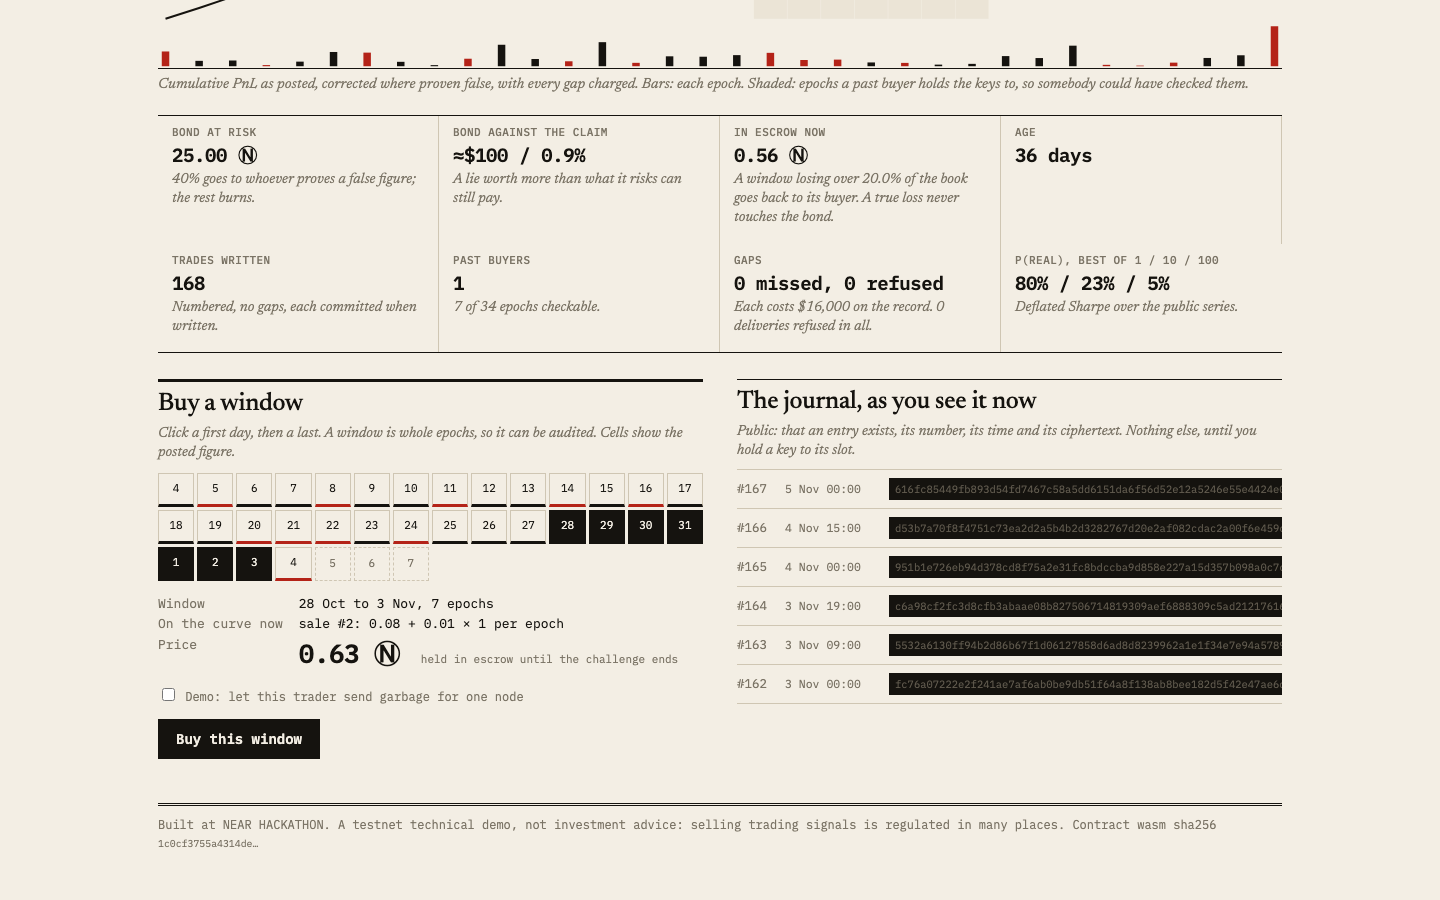 Cumulative PnL as posted, corrected where proven false, with every gap charged. Bars: each epoch. Shaded: epochs a past buyer holds the keys to, so somebody could have checked them.
BOND AT RISK
25.00 Ⓝ
40% goes to whoever proves a false figure;
the rest burns.
BOND AGAINST THE CLAIM
≈$100 / 0.9%
A lie worth more than what it risks can
still pay.
IN ESCROW NOW
0.56 Ⓝ
A window losing over 20.0% of the book
goes back to its buyer. A true loss never
touches the bond.
AGE
36 days
TRADES WRITTEN
168
Numbered, no gaps, each committed when
written.
PAST BUYERS
1
7 of 34 epochs checkable.
GAPS
0 missed, 0 refused
Each costs $16,000 on the record. 0
deliveries refused in all.
P(REAL), BEST OF 1 / 10 / 100
80% / 23% / 5%
Deflated Sharpe over the public series.
Buy a window
Click a first day, then a last. A window is whole epochs, so it can be audited. Cells show the
posted figure.
4 5 6 7 8 9 10 11 12 13 14 15 16 17
18 19 20 21 22 23 24 25 26 27 28 29 30 31
1 2 3 4 5 6 7
Window 28 Oct to 3 Nov, 7 epochs
On the curve now sale #2: 0.08 + 0.01 × 1 per epoch
Price 0.63 Ⓝ held in escrow until the challenge ends
Demo: let this trader send garbage for one node
Buy this window
The journal, as you see it now
Public: that an entry exists, its number, its time and its ciphertext. Nothing else, until you
hold a key to its slot.
#167 5 Nov 00:00
#166 4 Nov 15:00
#165 4 Nov 00:00
#164 3 Nov 19:00
#163 3 Nov 09:00
#162 3 Nov 00:00
Built at NEAR HACKATHON. A testnet technical demo, not investment advice: selling trading signals is regulated in many places. Contract wasm sha256
1c0cf3755a4314de…